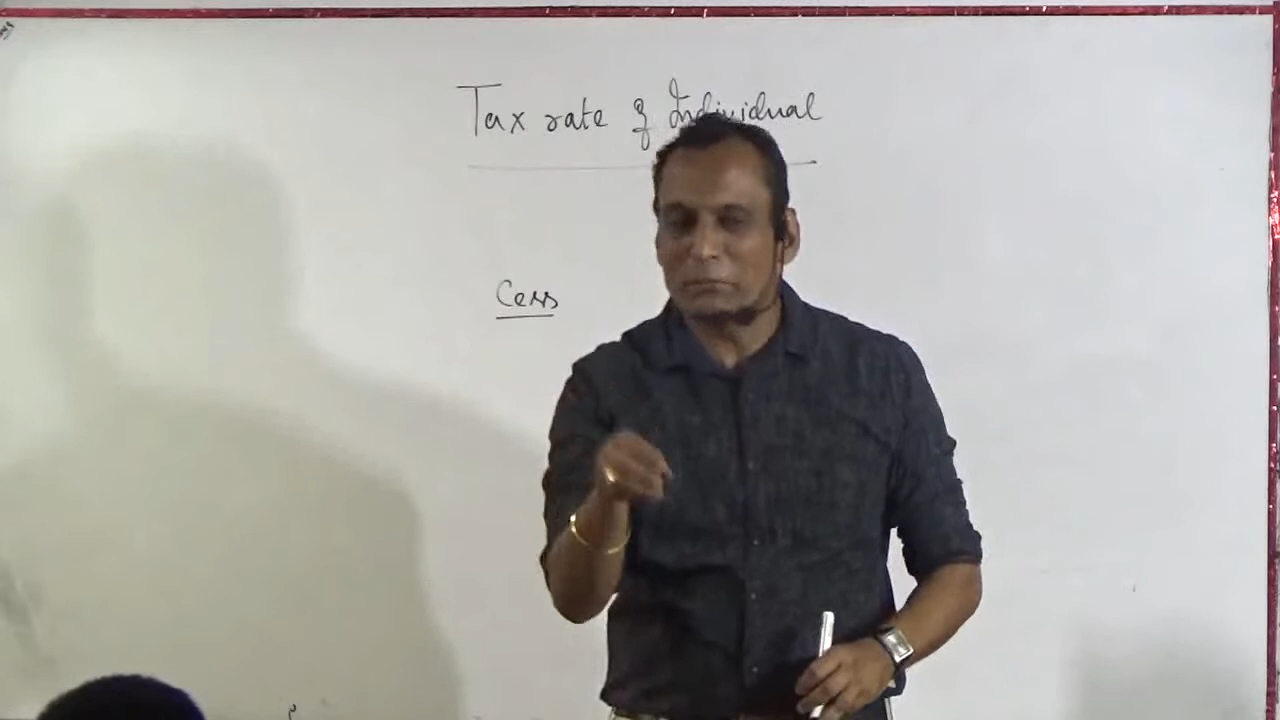 Tax rate of Individual
Cess